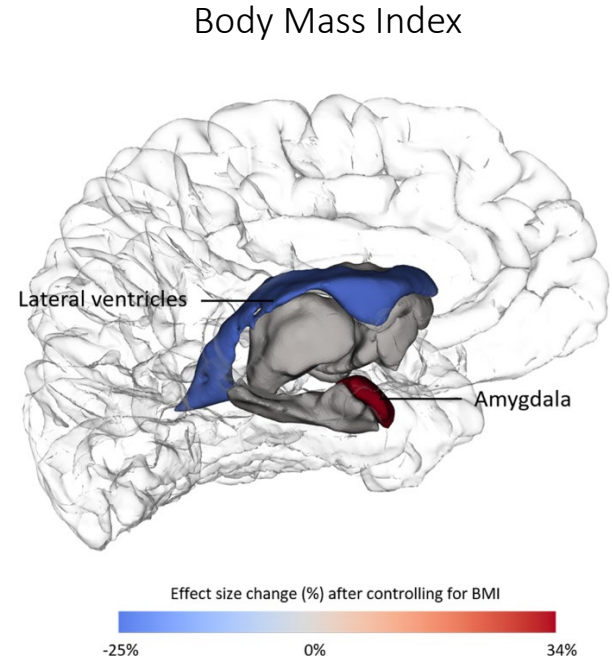 Body Mass Index
Lateral ventricles
Amygdala
Effect size change (%) after controlling for BMI
-25% 0% 34%